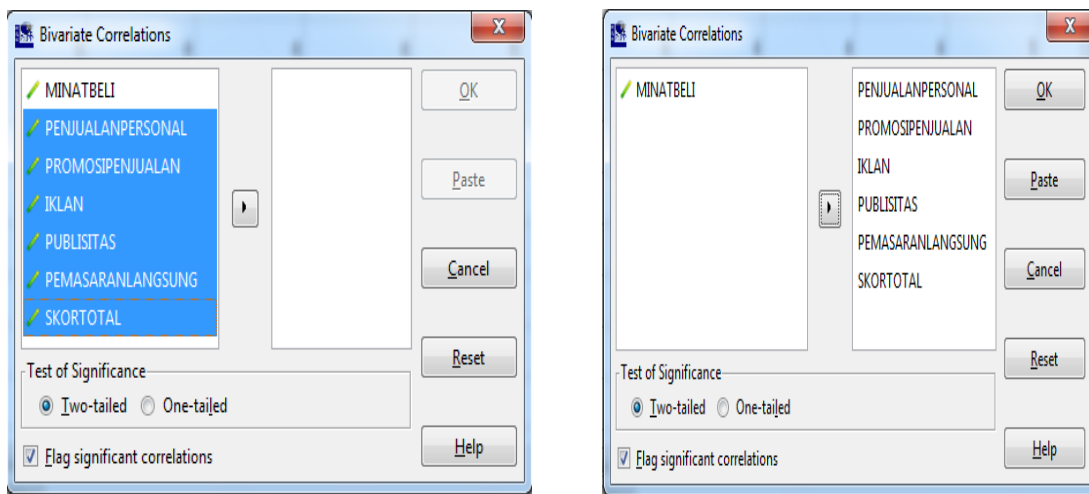 Bivariate Correlations
MINATBELI
PENJUALANPERSONAL
PROMOSIPENJUALAN
IKLAN
PUBLISITAS
PEMASARANLANGSUNG
SKORTOTAL
OK
Paste
Cancel
Reset
Help
Test of Significance
Two-tailed One-tailed
Flag significant correlations
Bivariate Correlations
MINATBELI
PENJUALANPERSONAL
PROMOSIPENJUALAN
IKLAN
PUBLISITAS
PEMASARANLANGSUNG
SKORTOTAL
OK
Paste
Cancel
Reset
Help
Test of Significance
Two-tailed One-tailed
Flag significant correlations